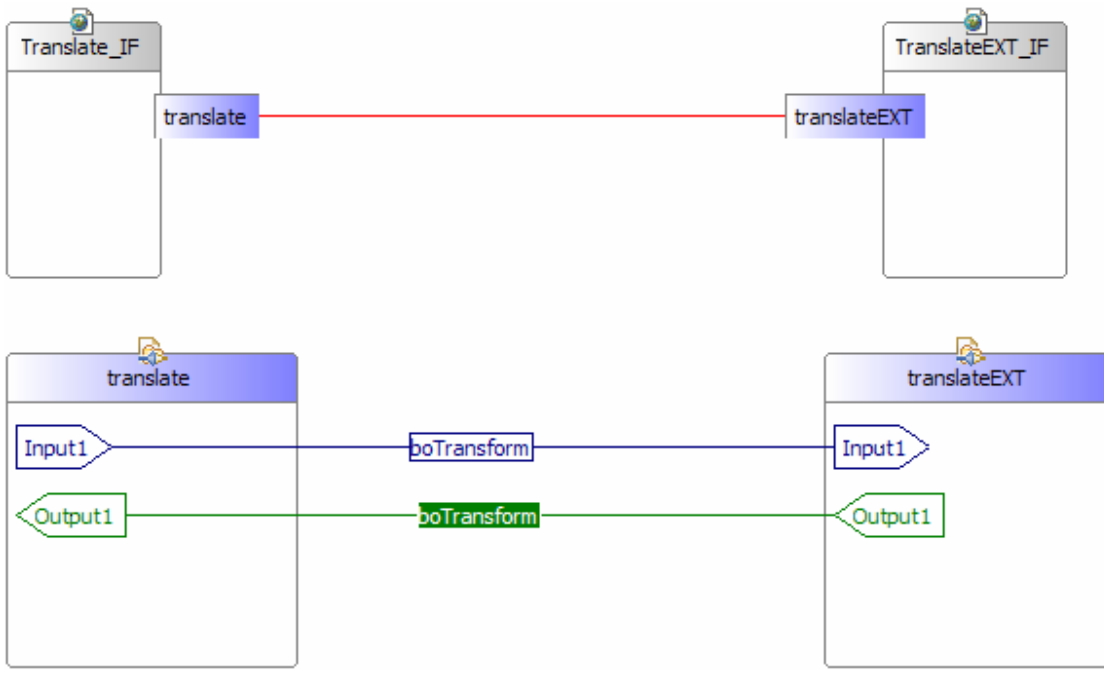 Translate_IF
TranslateEXT_IF
translate
translateEXT
translate
translateEXT
Input1
boTransform
Input1
Output1
boTransform
Output1